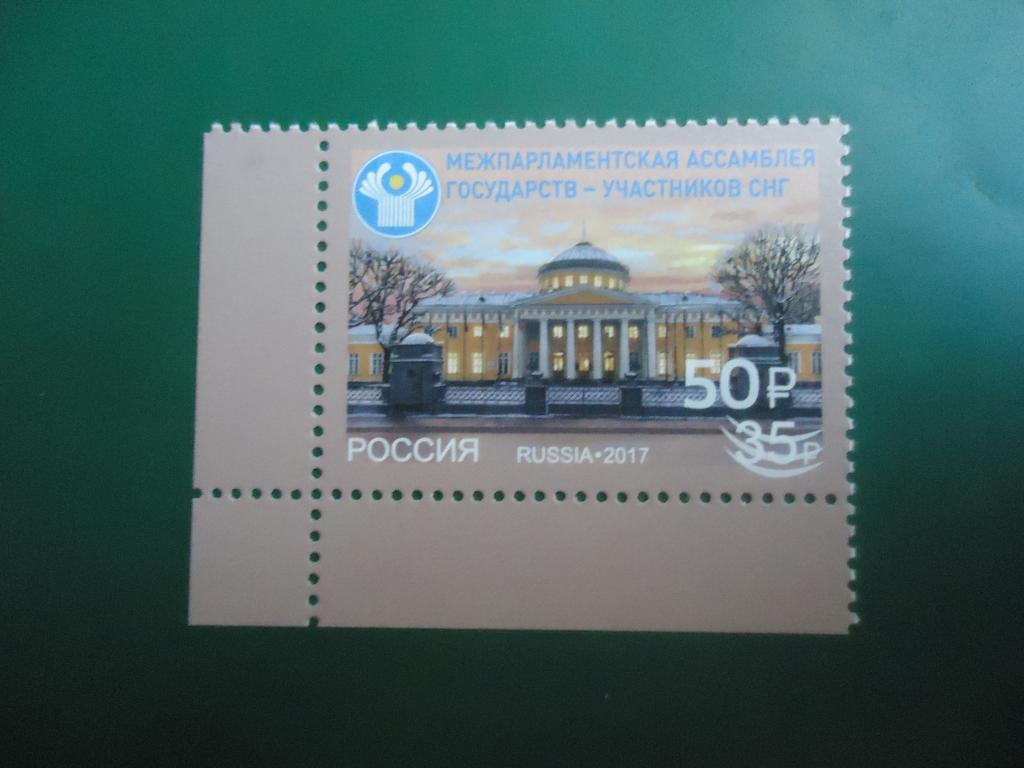 МЕЖПАРЛАМЕНТСКАЯ АССАМБЛЕЯ
ГОСУДАРСТВ – УЧАСТНИКОВ СНГ
50₽
35₽
РОССИЯ RUSSIA•2017